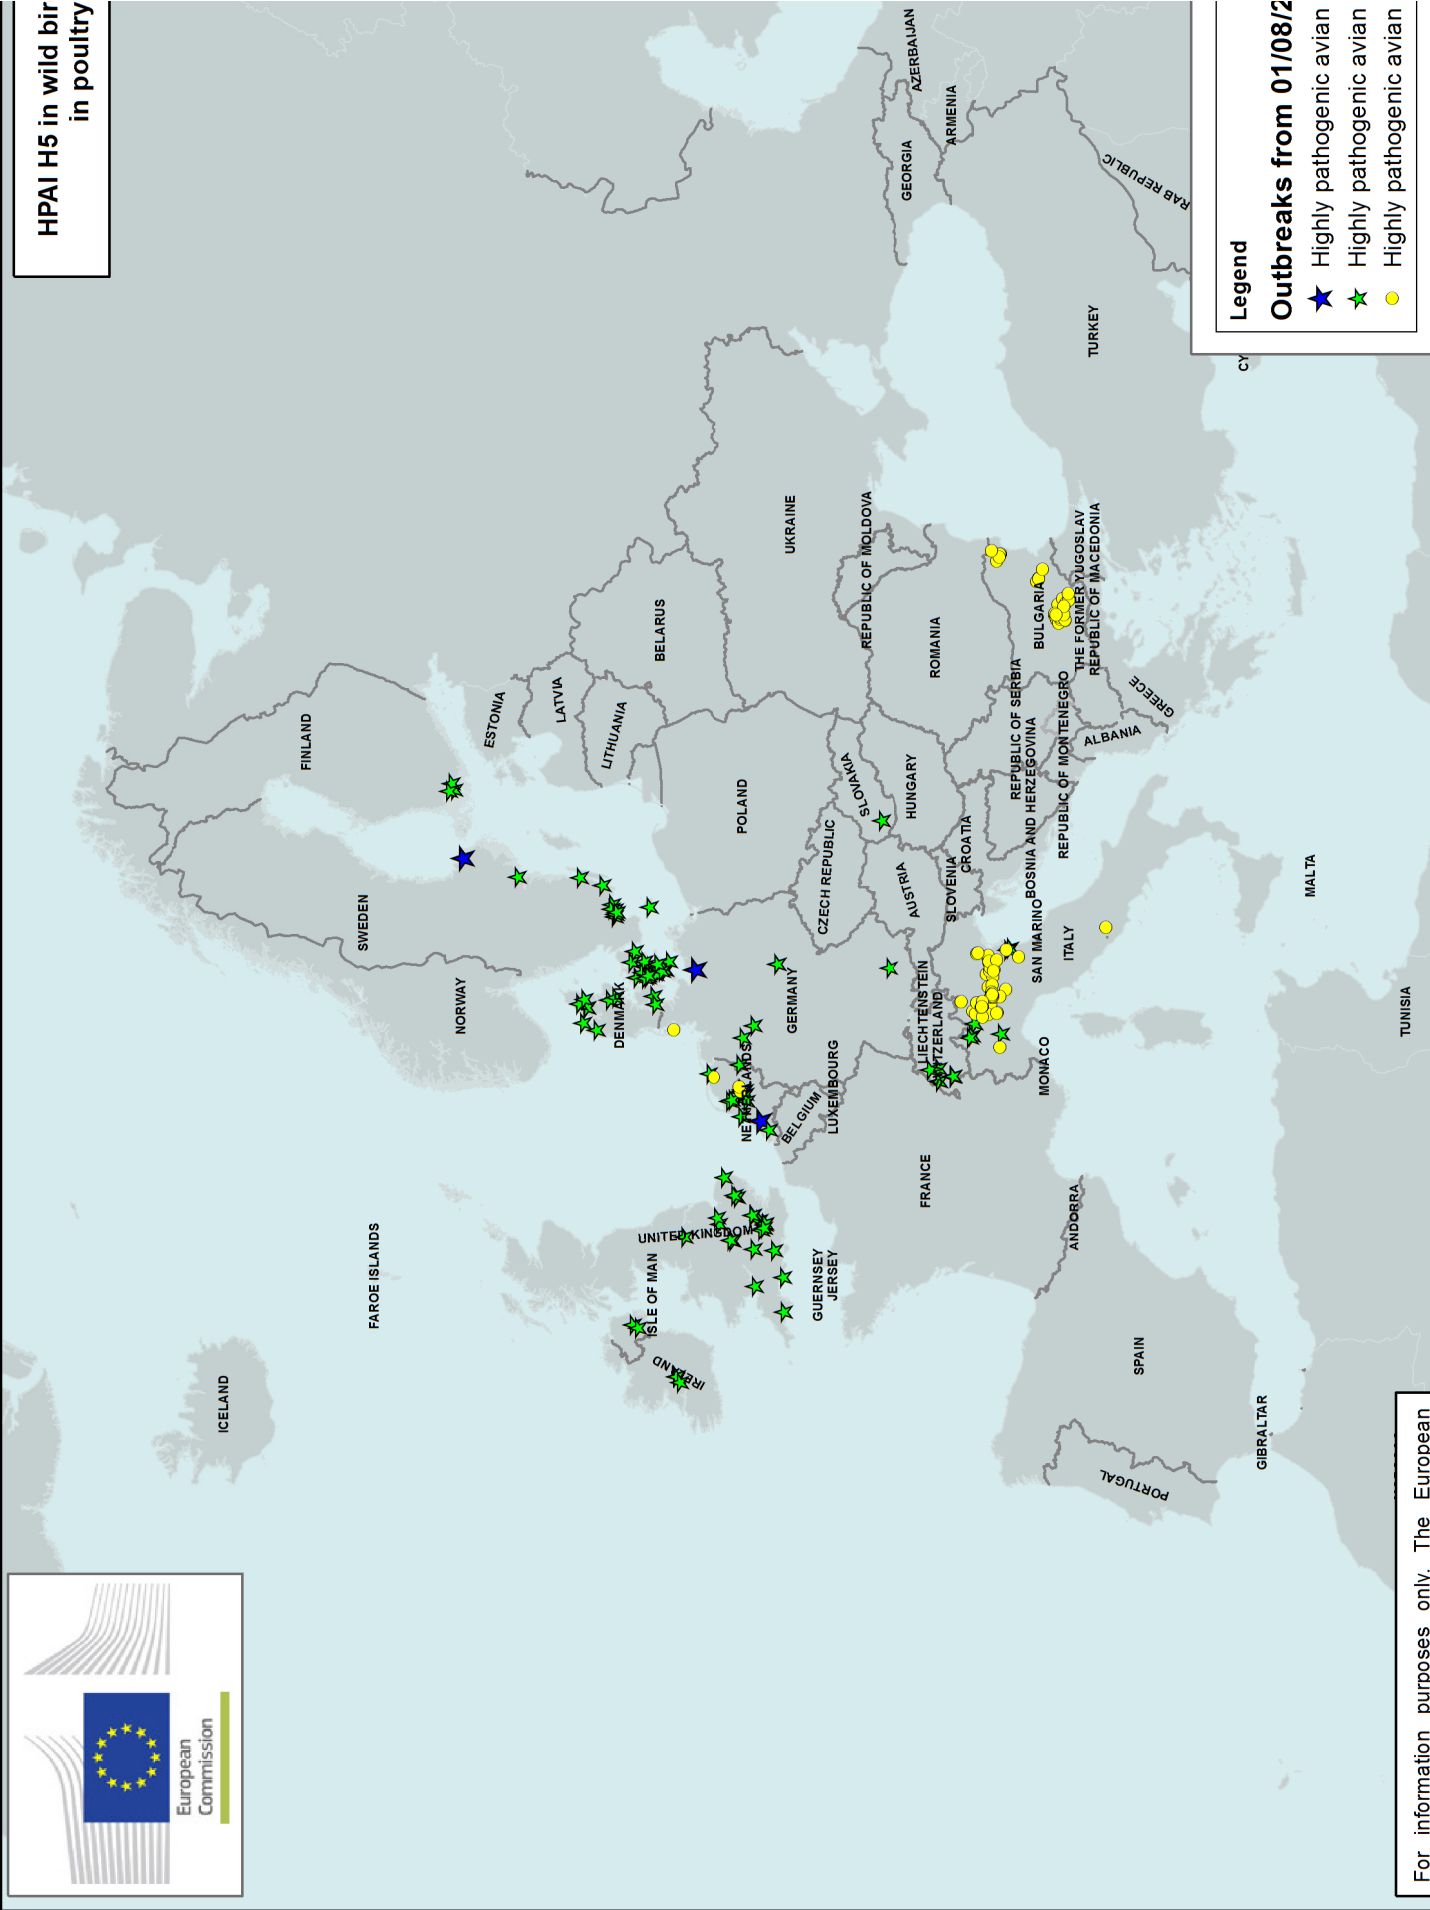 HPAI H5 in wild bir
in poultry
European
Commission
ICELAND
FAROE ISLANDS
NORWAY
SWEDEN
FINLAND
ESTONIA
LATVIA
LITHUANIA
BELARUS
DENMARK
ISLE OF MAN
IRELAND
UNITED KINGDOM
NETHERLANDS
GERMANY
POLAND
UKRAINE
BELGIUM
LUXEMBOURG
GUERNSEY
JERSEY
CZECH REPUBLIC
SLOVAKIA
REPUBLIC OF MOLDOVA
AUSTRIA
HUNGARY
LIECHTENSTEIN
FRANCE
SLOVENIA
CROATIA
ROMANIA
GEORGIA
AZERBAIJAN
ARMENIA
REPUBLIC OF SERBIA
BOSNIA AND HERZEGOVINA
SAN MARINO
MONACO
BULGARIA
REPUBLIC OF MONTENEGRO
ITALY
ANDORRA
THE FORMER YUGOSLAV
REPUBLIC OF MACEDONIA
ALBANIA
GREECE
TURKEY
RAB REPUBLIC
PORTUGAL
SPAIN
GIBRALTAR
CY
MALTA
TUNISIA
Legend
Outbreaks from 01/08/2
Highly pathogenic avian
Highly pathogenic avian
Highly pathogenic avian
For information purposes only. The European